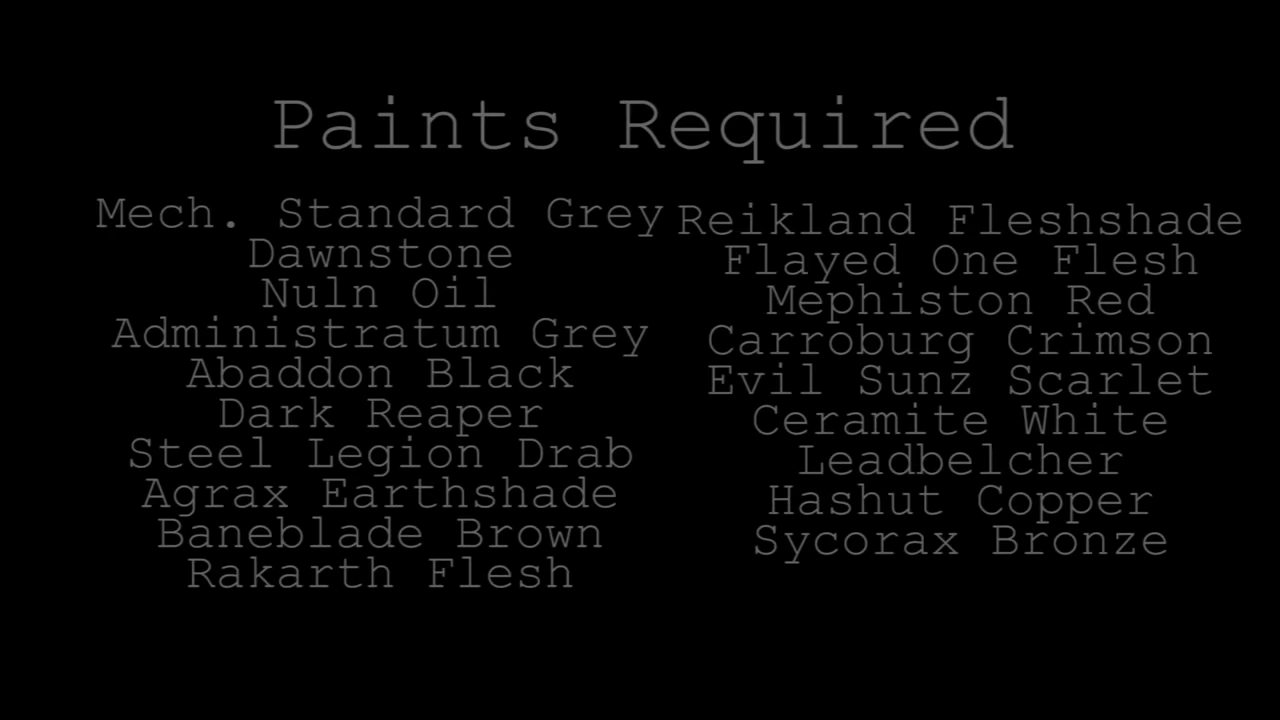 Paints Required
Mech. Standard Grey
Dawnstone
Nuln Oil
Administratum Grey
Abaddon Black
Dark Reaper
Steel Legion Drab
Agrax Earthshade
Baneblade Brown
Rakarth Flesh
Reikland Fleshshade
Flayed One Flesh
Mephiston Red
Carroburg Crimson
Evil Sunz Scarlet
Ceramite White
Leadbelcher
Hashut Copper
Sycorax Bronze